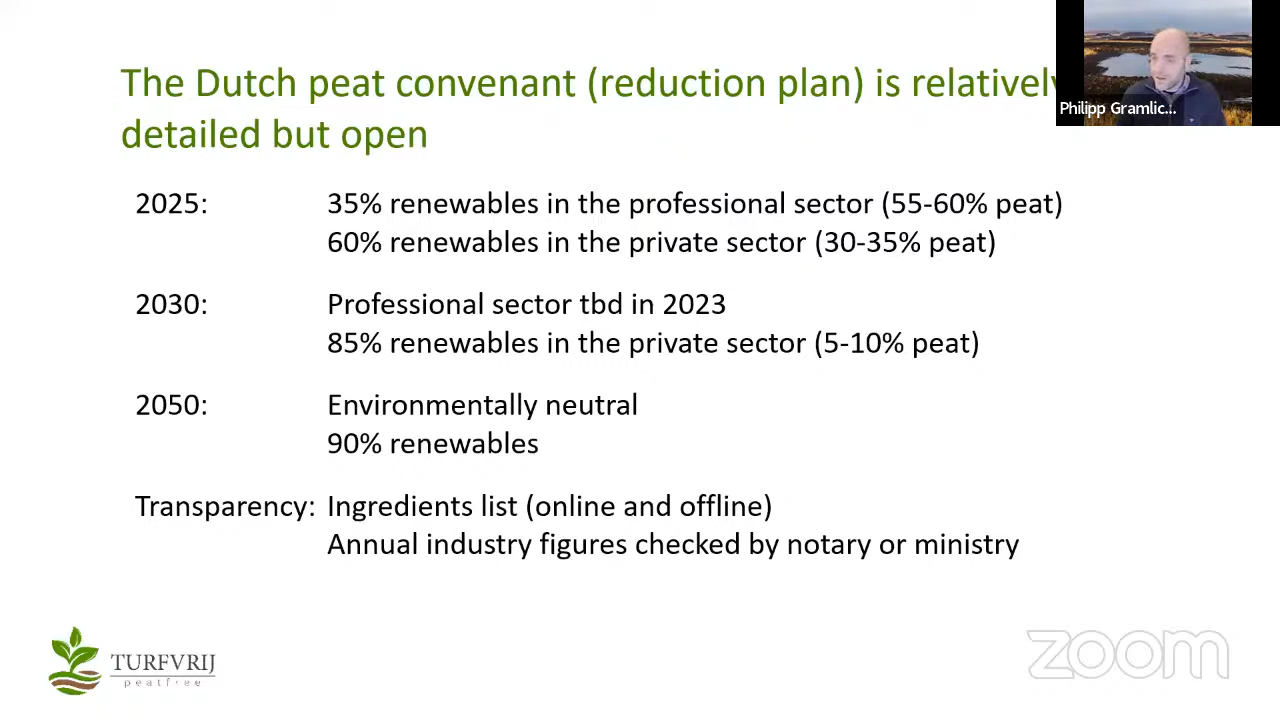 The Dutch peat convenant (reduction plan) is relatively
detailed but open
Philipp Gramlic...
2025: 35% renewables in the professional sector (55-60% peat)
60% renewables in the private sector (30-35% peat)
2030: Professional sector tbd in 2023
85% renewables in the private sector (5-10% peat)
2050: Environmentally neutral
90% renewables
Transparency: Ingredients list (online and offline)
Annual industry figures checked by notary or ministry
TURFVRIJ
peatfree
zoom